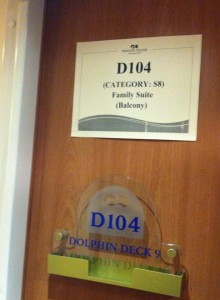 D104
(CATEGORY: S8)
Family Suite
(Balcony)
D104
DOLPHIN DECK 9